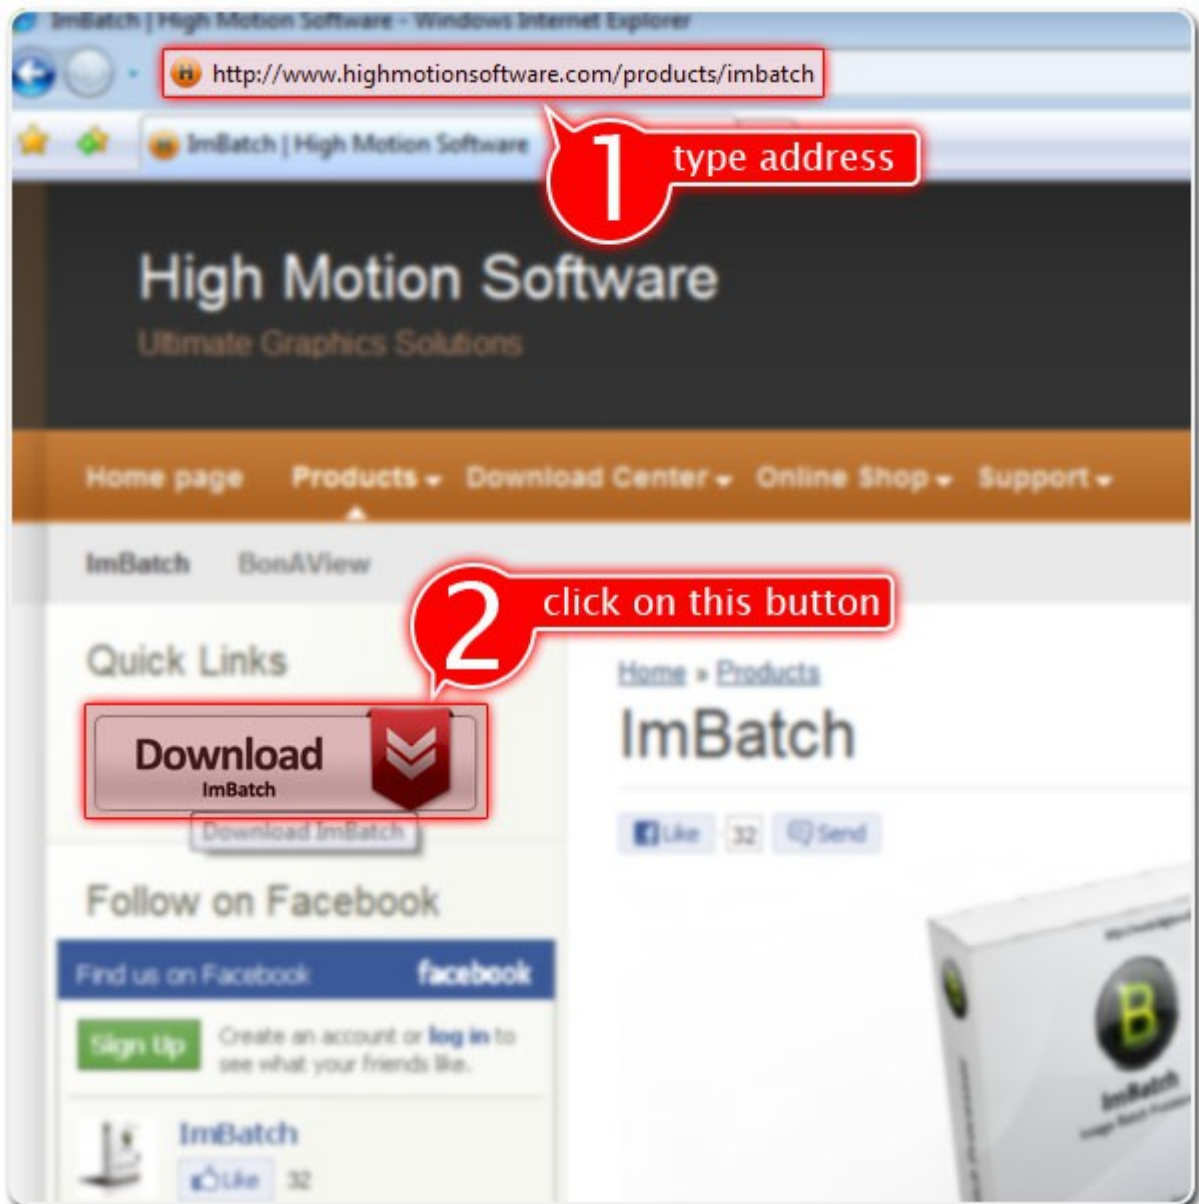 ImBatch | High Motion Software - Windows Internet Explorer
http://www.highmotionsoftware.com/products/imbatch
ImBatch | High Motion Software
1 type address
High Motion Software
Ultimate Graphics Solutions
Home page Products Download Center Online Shop Support
ImBatch BonAView
2 click on this button
Quick Links
Home » Products
ImBatch
Download
ImBatch
Download ImBatch
Like 32 Send
Follow on Facebook
Find us on Facebook facebook
Sign Up Create an account or log in to
see what your friends like.
ImBatch
Like 32
B
ImBatch